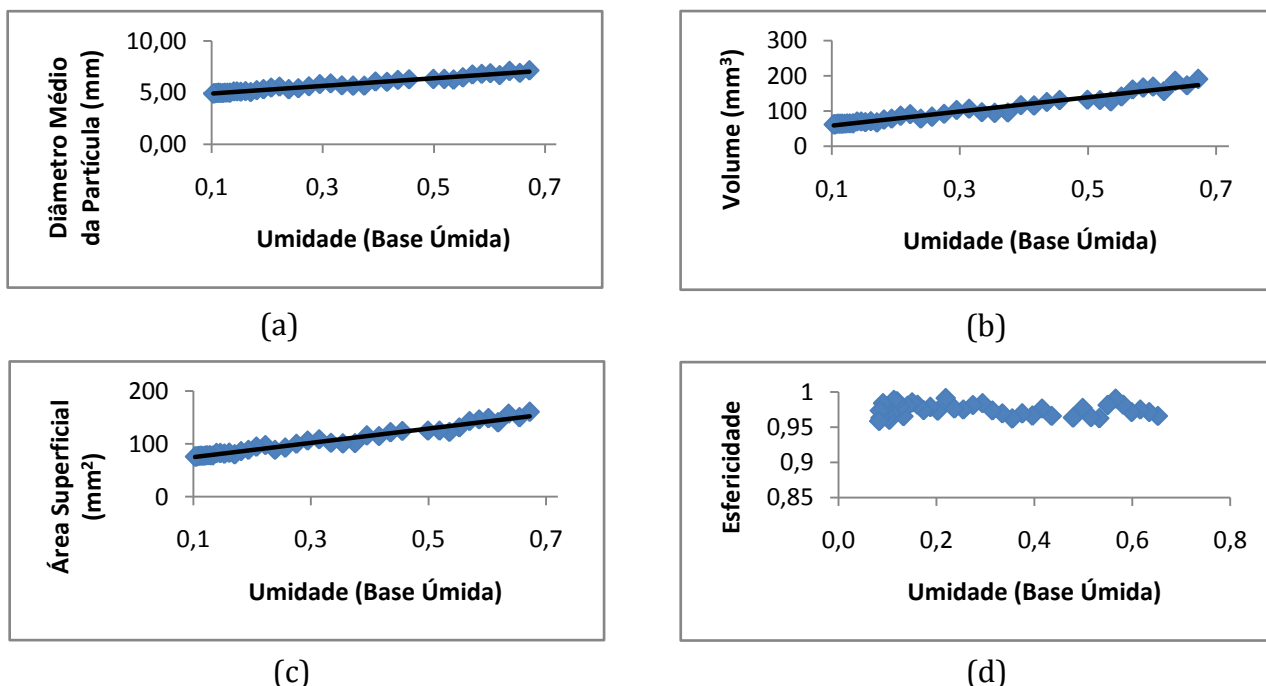 Diâmetro Médio
da Partícula (mm)
10,00
5,00
0,00
0,1
0,3
0,5
0,7
Umidade (Base Úmida)
(a)
Volume (mm³)
300
200
100
0
0,1
0,3
0,5
0,7
Umidade (Base Úmida)
(b)
Área Superficial
(mm²)
200
100
0
0,1
0,3
0,5
0,7
Umidade (Base Úmida)
(c)
Esfericidade
1
0,95
0,9
0,85
0,0
0,2
0,4
0,6
0,8
Umidade (Base Úmida)
(d)